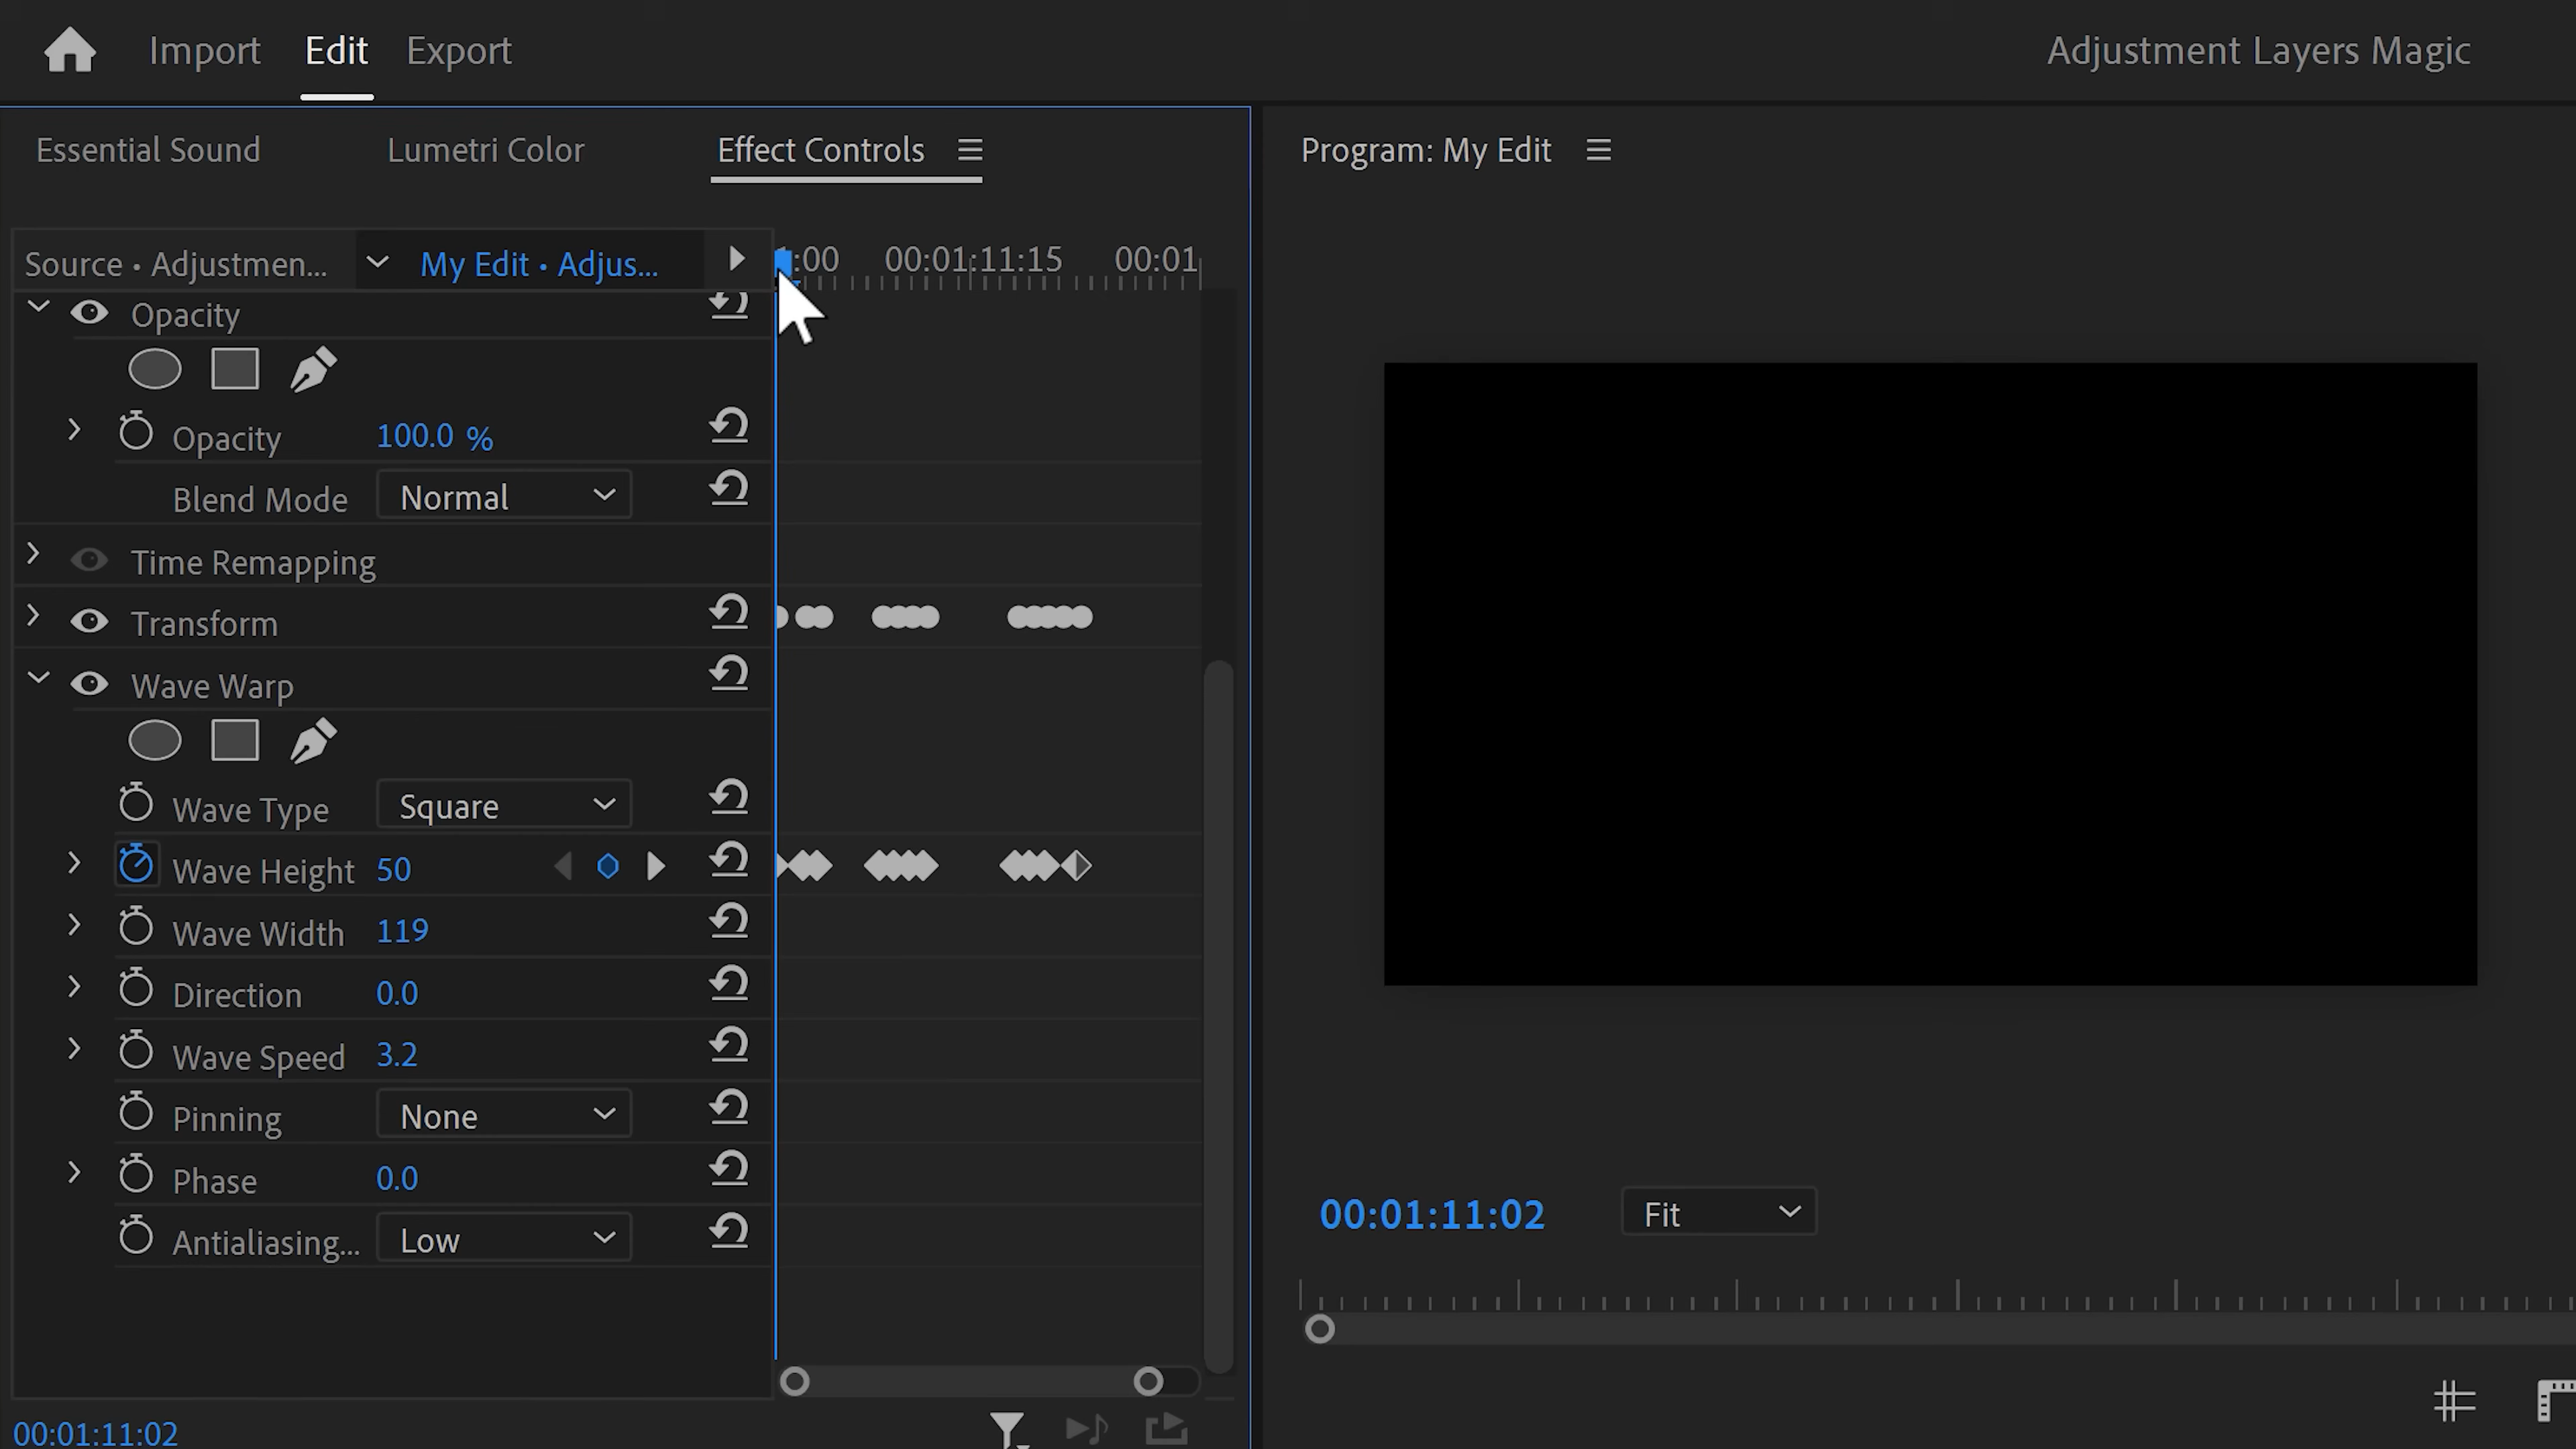 Import Edit Export Adjustment Layers Magic
Essential Sound Lumetri Color Effect Controls Program: My Edit
Source • Adjustmen... My Edit • Adjus... :00 00:01:11:15 00:01
Opacity
Opacity 100.0 %
Blend Mode Normal
Time Remapping
Transform
Wave Warp
Wave Type Square
Wave Height 50
Wave Width 119
Direction 0.0
Wave Speed 3.2
Pinning None
Phase 0.0
Antialiasing... Low
00:01:11:02 Fit
00:01:11:02